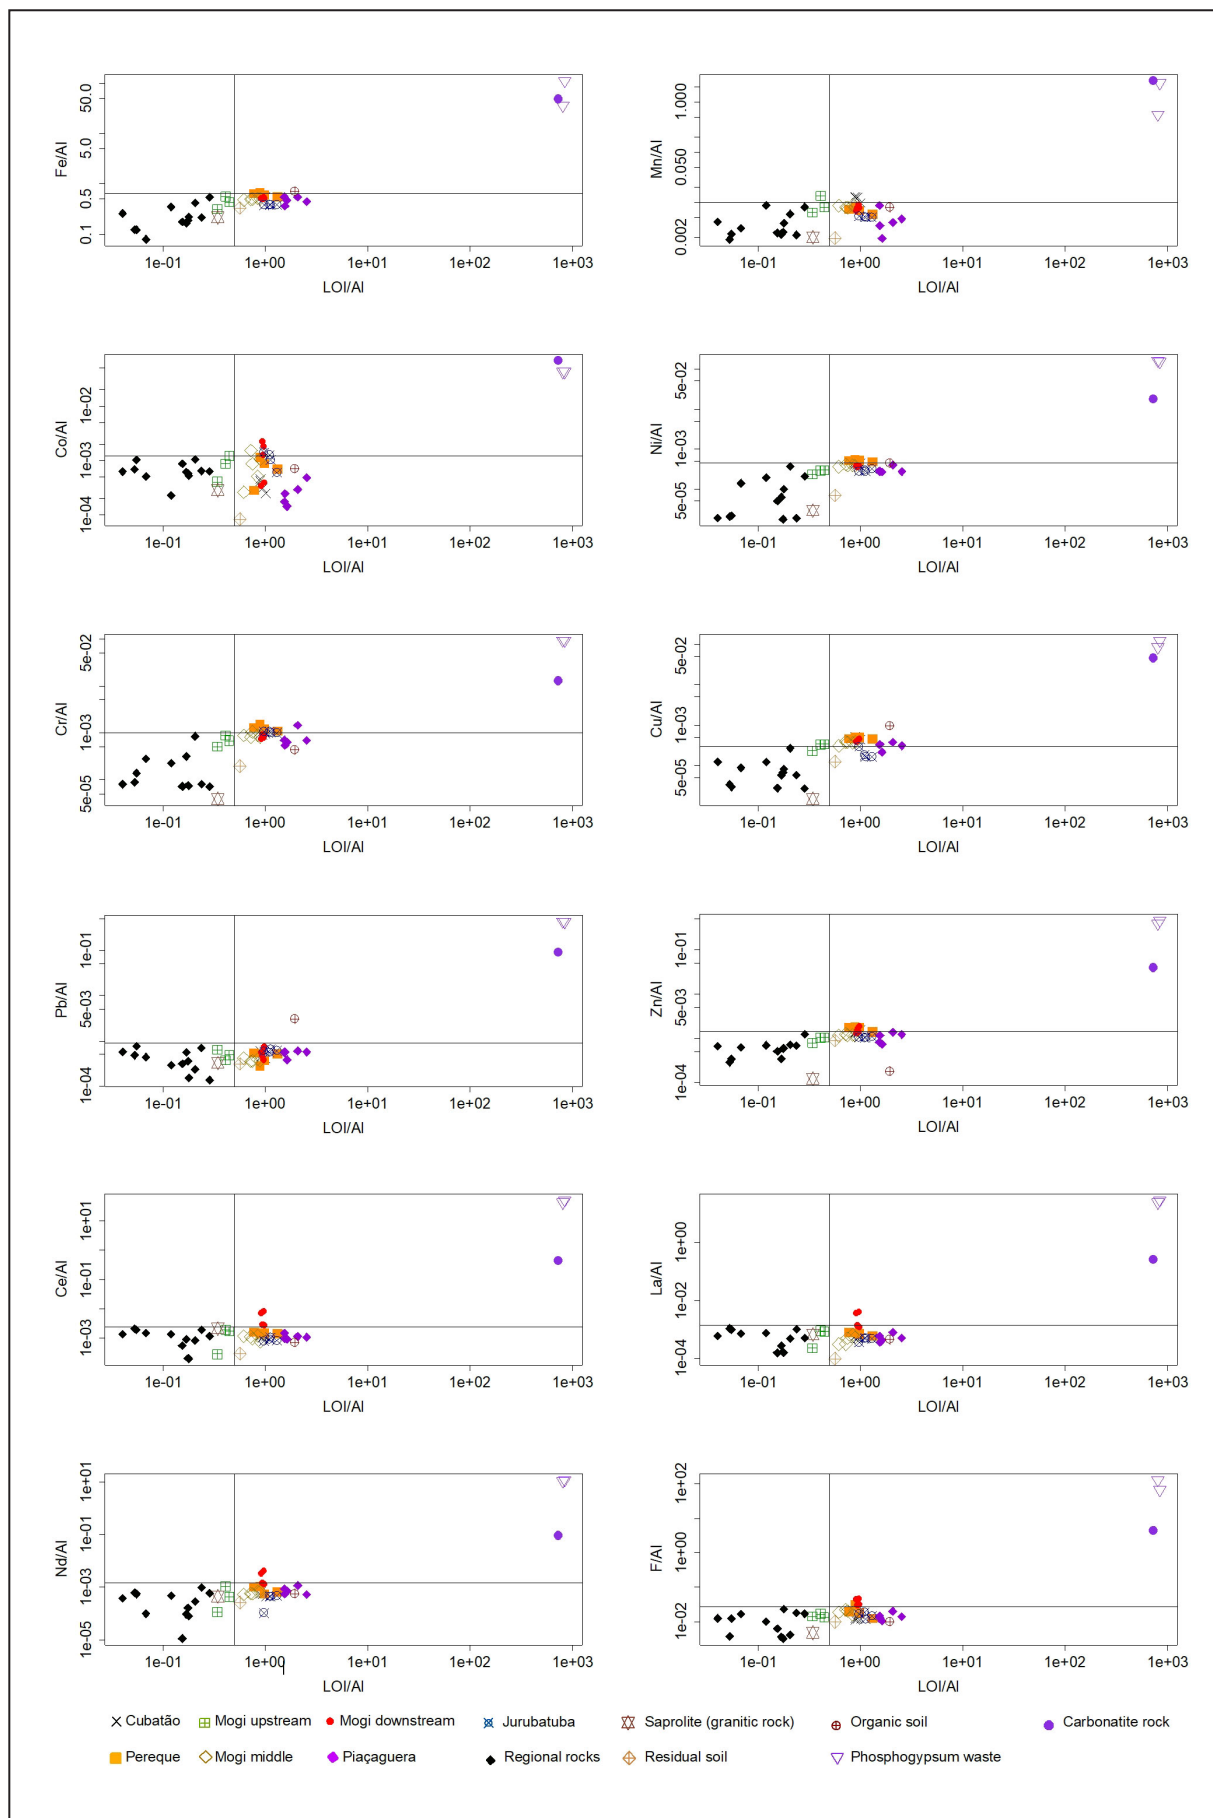 Fe/Al
50.0
5.0
0.5
0.1
1e-01 1e+00 1e+01 1e+02 1e+03
LOI/Al
Mn/Al
1.000
0.050
0.002
1e-01 1e+00 1e+01 1e+02 1e+03
LOI/Al
Co/Al
1e-02
1e-03
1e-04
1e-01 1e+00 1e+01 1e+02 1e+03
LOI/Al
Ni/Al
5e-02
1e-03
5e-05
1e-01 1e+00 1e+01 1e+02 1e+03
LOI/Al
Cr/Al
5e-02
1e-03
5e-05
1e-01 1e+00 1e+01 1e+02 1e+03
LOI/Al
Cu/Al
5e-02
1e-03
5e-05
1e-01 1e+00 1e+01 1e+02 1e+03
LOI/Al
Pb/Al
1e-01
5e-03
1e-04
1e-01 1e+00 1e+01 1e+02 1e+03
LOI/Al
Zn/Al
1e-01
5e-03
1e-04
1e-01 1e+00 1e+01 1e+02 1e+03
LOI/Al
Ce/Al
1e+01
1e-01
1e-03
1e-01 1e+00 1e+01 1e+02 1e+03
LOI/Al
La/Al
1e+00
1e-02
1e-04
1e-01 1e+00 1e+01 1e+02 1e+03
LOI/Al
Nd/Al
1e+01
1e-01
1e-03
1e-05
1e-01 1e+00 1e+01 1e+02 1e+03
LOI/Al
F/Al
1e+02
1e+00
1e-02
1e-01 1e+00 1e+01 1e+02 1e+03
LOI/Al
Cubatão Mogi upstream Mogi downstream Jurubatuba Saprolite (granitic rock) Organic soil Carbonatite rock
Pereque Mogi middle Piaçaguera Regional rocks Residual soil Phosphogypsum waste